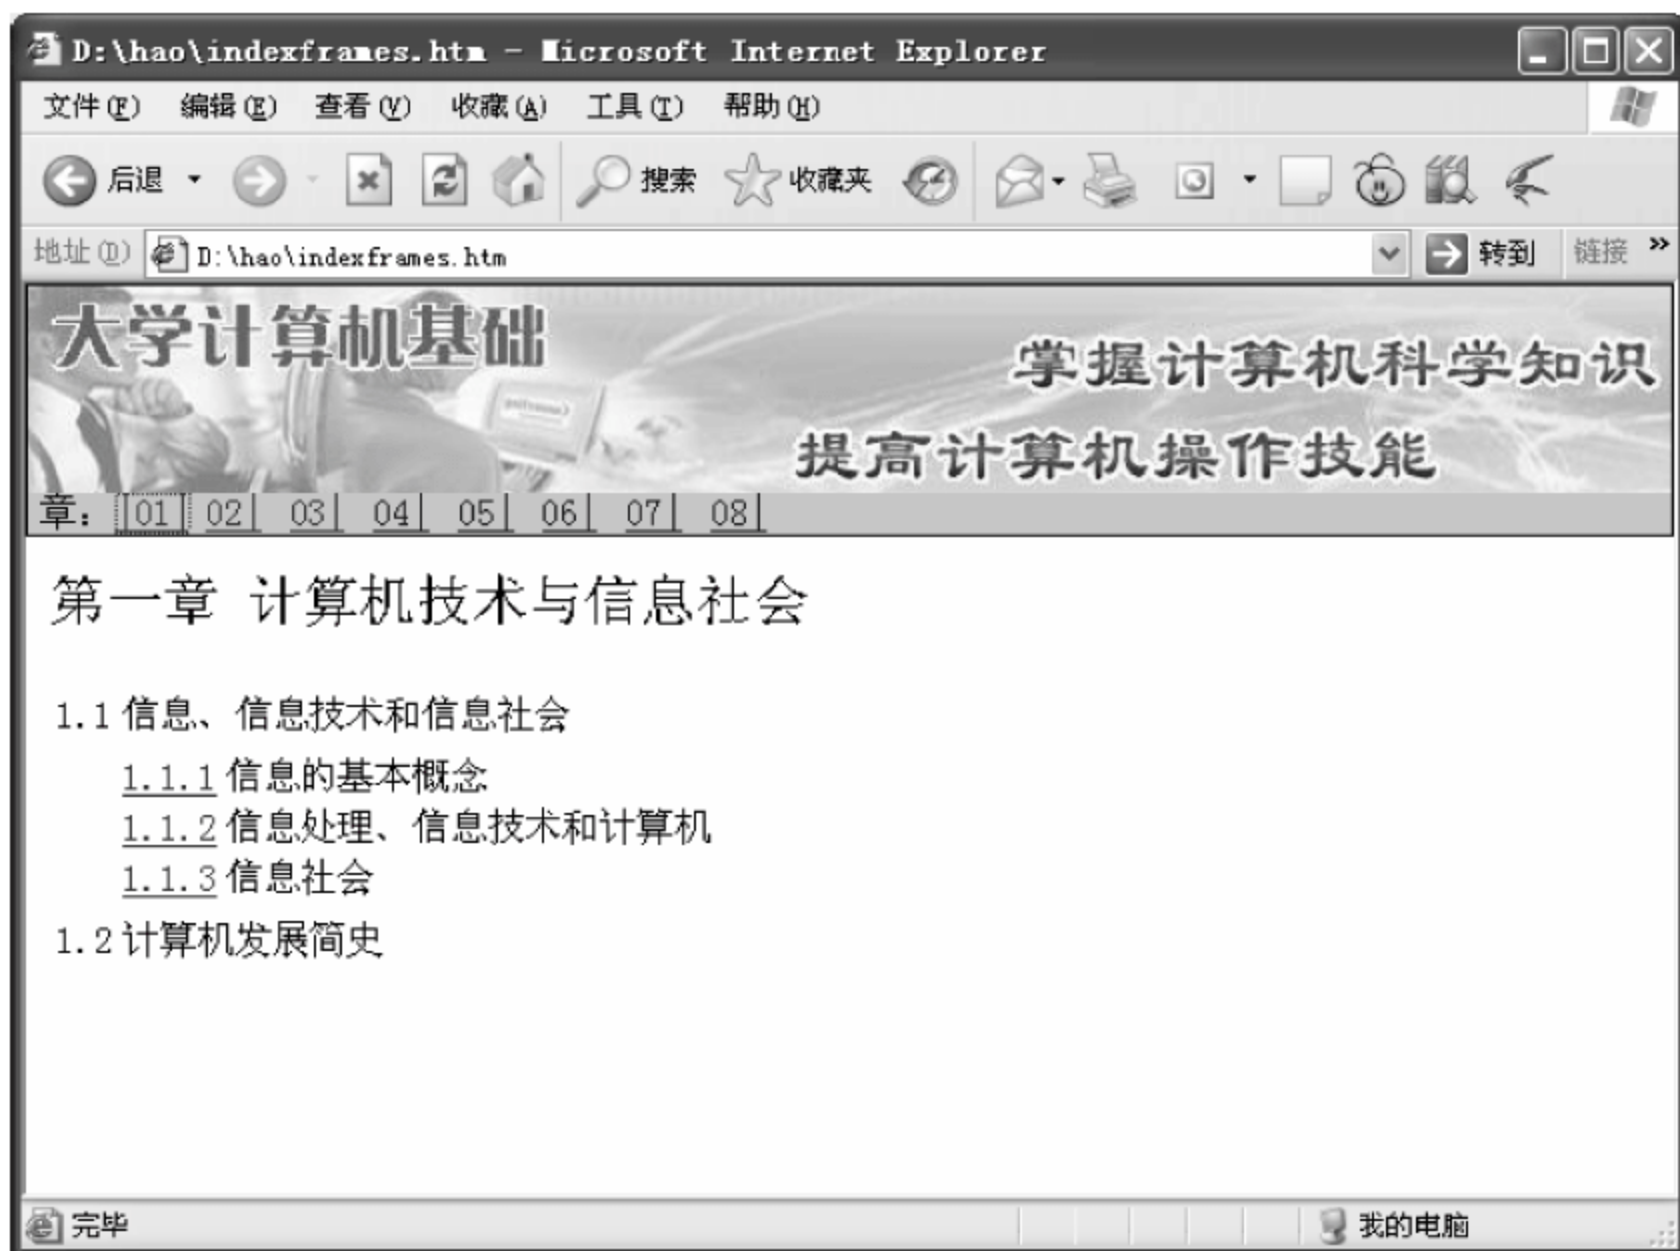 D:\hao\indexframes.htm - Microsoft Internet Explorer
文件(F) 编辑(E) 查看(V) 收藏(A) 工具(T) 帮助(H)
后退 搜索 收藏夹
地址(D) D:\hao\indexframes.htm 转到 链接 »
大学计算机基础
掌握计算机科学知识
提高计算机操作技能
章: |01| 02| 03| 04| 05| 06| 07| 08|
第一章 计算机技术与信息社会
1.1 信息、信息技术和信息社会
1.1.1 信息的基本概念
1.1.2 信息处理、信息技术和计算机
1.1.3 信息社会
1.2 计算机发展简史
完毕 我的电脑